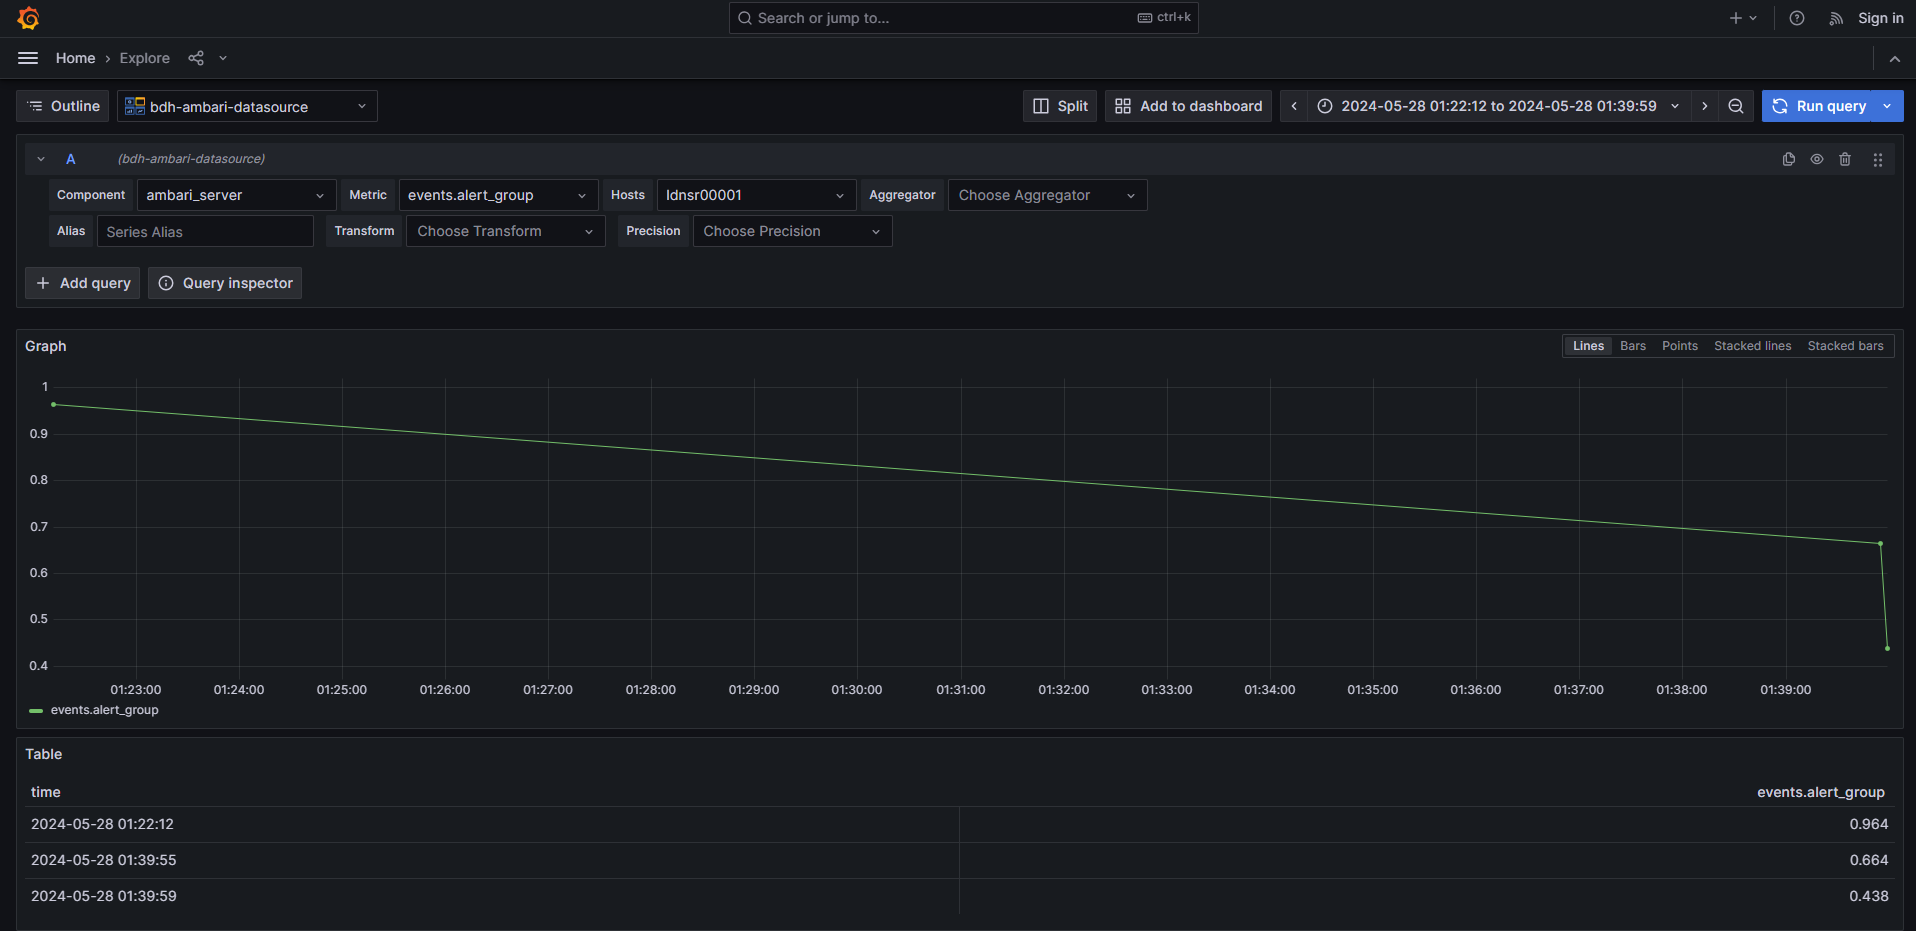 Search or jump to... ctrl+k Sign in
Home › Explore
Outline bdh-ambari-datasource Split Add to dashboard 2024-05-28 01:22:12 to 2024-05-28 01:39:59 Run query
A (bdh-ambari-datasource)
Component ambari_server Metric events.alert_group Hosts ldnsr00001 Aggregator Choose Aggregator
Alias Series Alias Transform Choose Transform Precision Choose Precision
Add query Query inspector
Graph Lines Bars Points Stacked lines Stacked bars
1
0.9
0.8
0.7
0.6
0.5
0.4
01:23:00 01:24:00 01:25:00 01:26:00 01:27:00 01:28:00 01:29:00 01:30:00 01:31:00 01:32:00 01:33:00 01:34:00 01:35:00 01:36:00 01:37:00 01:38:00 01:39:00
events.alert_group
Table
time events.alert_group
2024-05-28 01:22:12 0.964
2024-05-28 01:39:55 0.664
2024-05-28 01:39:59 0.438